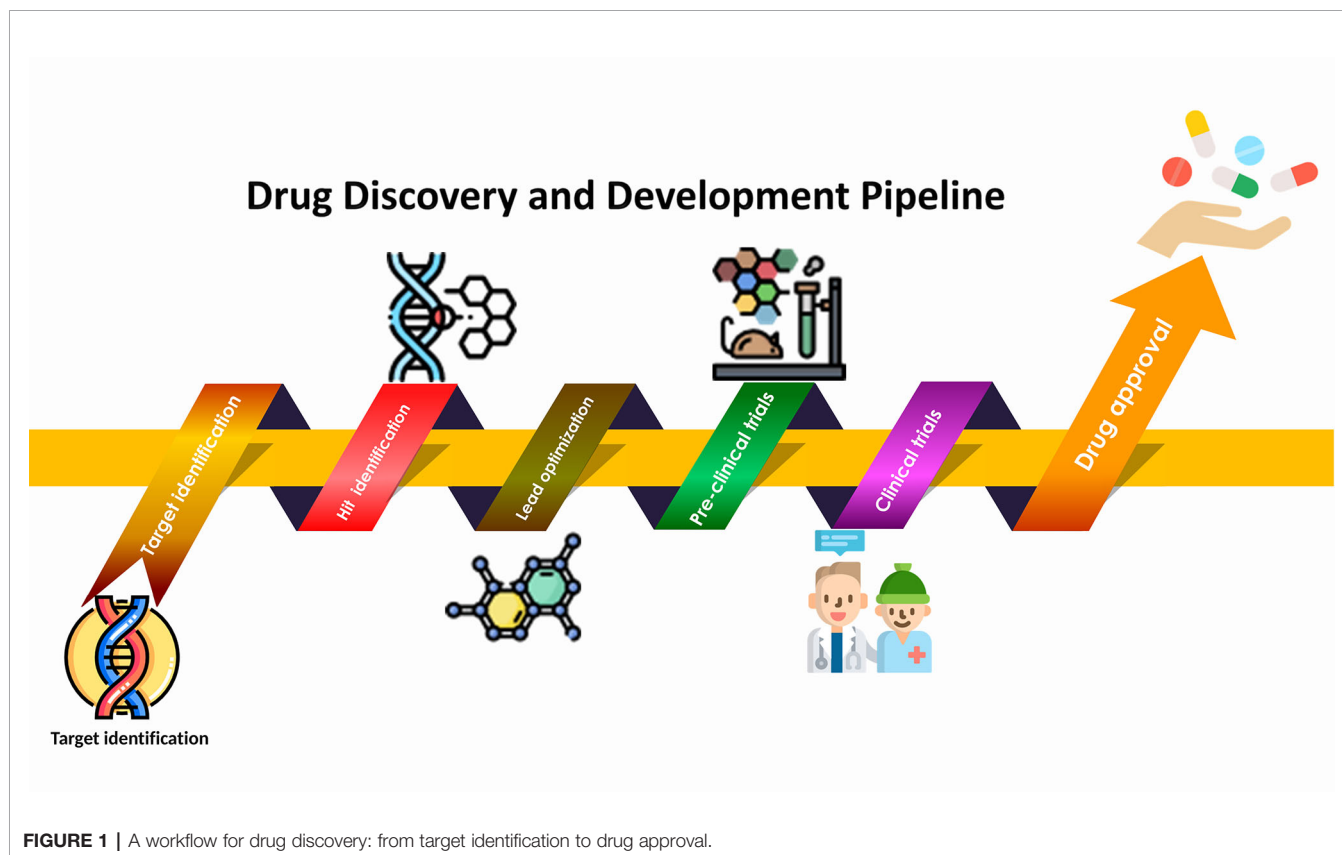 Drug Discovery and Development Pipeline
Target identification
Hit identification
Lead optimization
Pre-clinical trials
Clinical trials
Drug approval
Target identification
FIGURE 1 | A workflow for drug discovery: from target identification to drug approval.